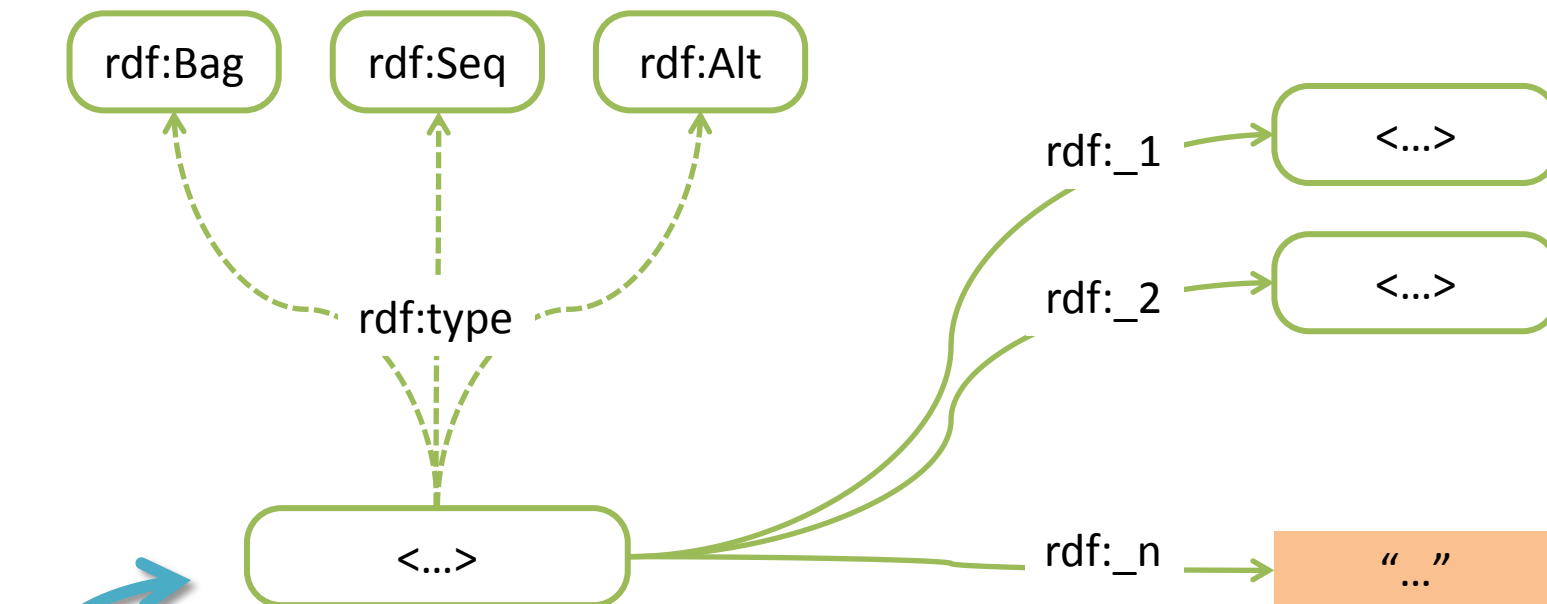 rdf:Bag
rdf:Seq
rdf:Alt
rdf:_1
<...>
rdf:_2
<...>
rdf:type
<...>
rdf:_n
“...”